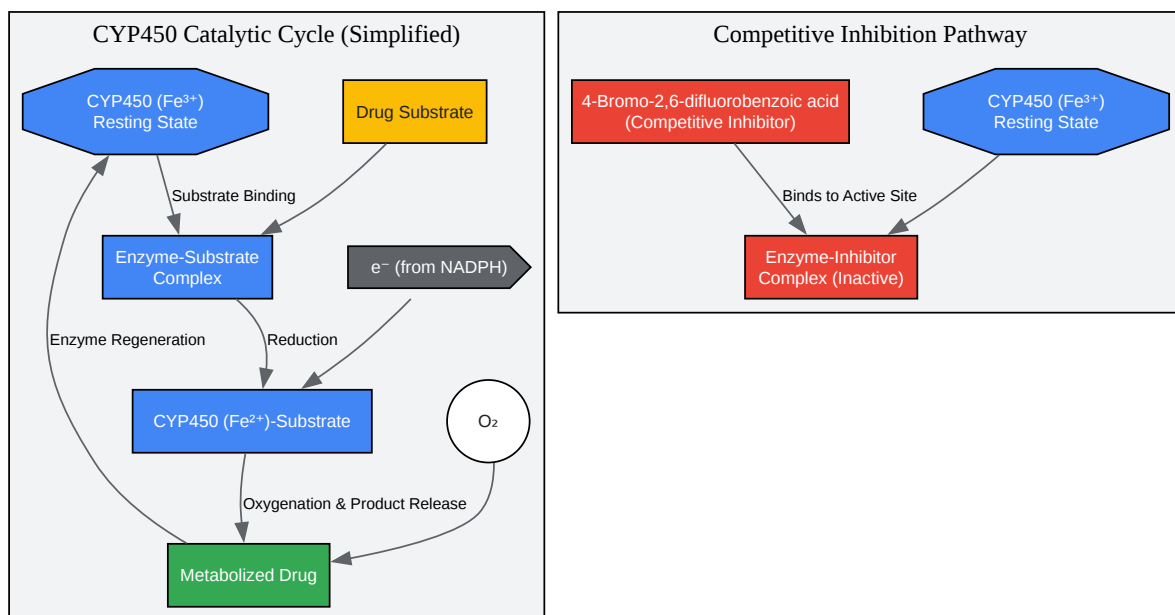 CYP450 Catalytic Cycle (Simplified)
CYP450 (Fe³⁺)
Resting State
Drug Substrate
Substrate Binding
Enzyme-Substrate
Complex
e⁻ (from NADPH)
Enzyme Regeneration
Reduction
CYP450 (Fe²⁺)-Substrate
O₂
Oxygenation & Product Release
Metabolized Drug
Competitive Inhibition Pathway
4-Bromo-2,6-difluorobenzoic acid
(Competitive Inhibitor)
CYP450 (Fe³⁺)
Resting State
Binds to Active Site
Enzyme-Inhibitor
Complex (Inactive)